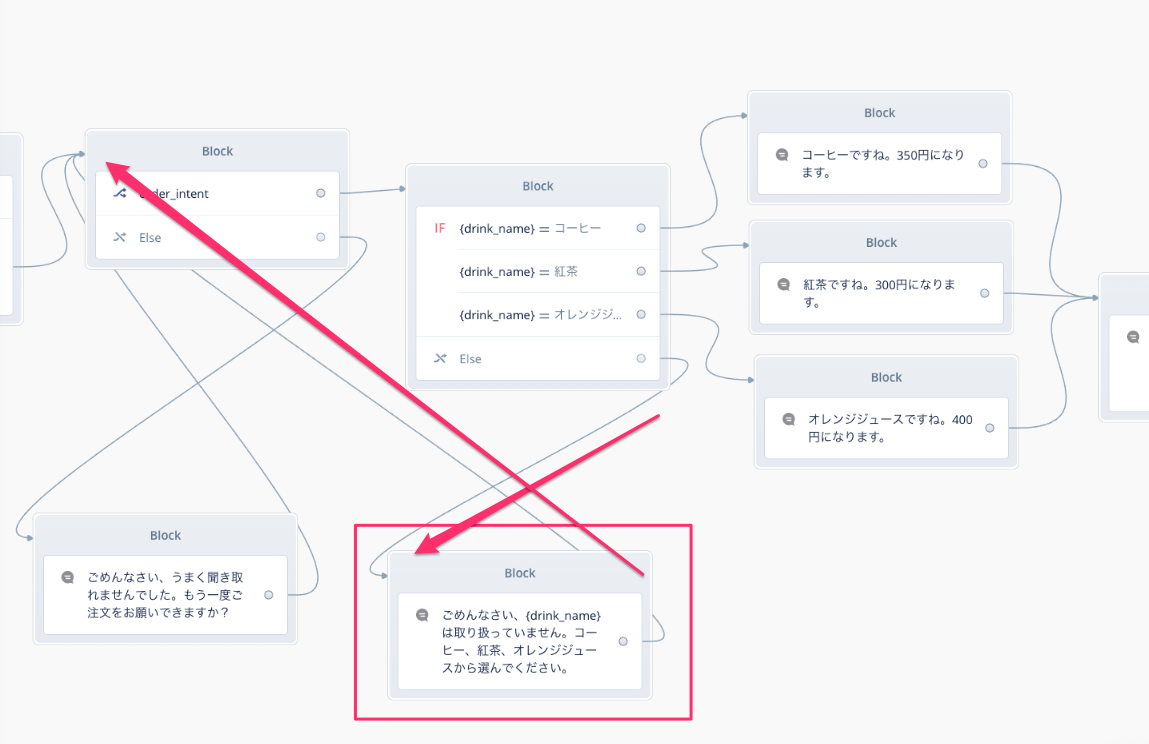 Block
order_intent
Else
Block
IF {drink_name} = コーヒー
{drink_name} = 紅茶
{drink_name} = オレンジジ...
Else
Block
コーヒーですね。350円になり
ます。
Block
紅茶ですね。300円になりま
す。
Block
オレンジジュースですね。400
円になります。
Block
ごめんなさい、うまく聞き取
れませんでした。もう一度ご
注文をお願いできますか？
Block
ごめんなさい、{drink_name}
は取り扱っていません。コー
ヒー、紅茶、オレンジジュー
スから選んでください。